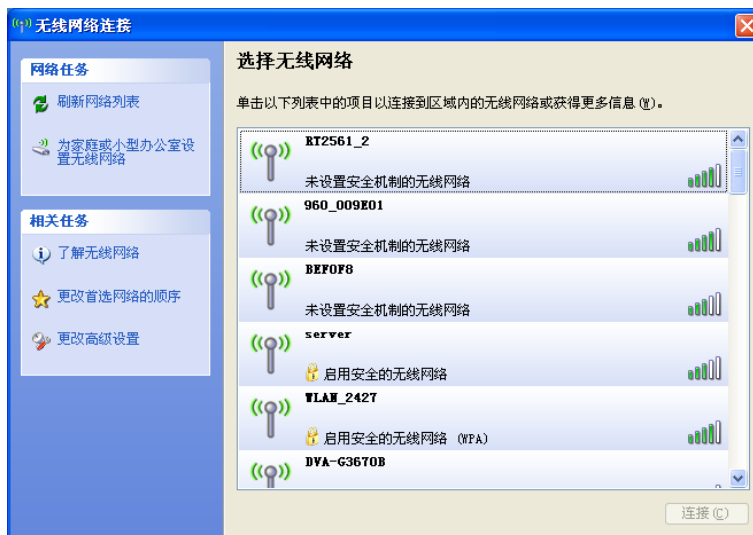 无线网络连接
网络任务
刷新网络列表
为家庭或小型办公室设
置无线网络
相关任务
了解无线网络
更改首选网络的顺序
更改高级设置
选择无线网络
单击以下列表中的项目以连接到区域内的无线网络或获得更多信息(W)。
RT2561_2
未设置安全机制的无线网络
960_009E01
未设置安全机制的无线网络
BEF0F8
未设置安全机制的无线网络
server
启用安全的无线网络
WLAN_2427
启用安全的无线网络 (WPA)
DVA-G3670B
连接(C)